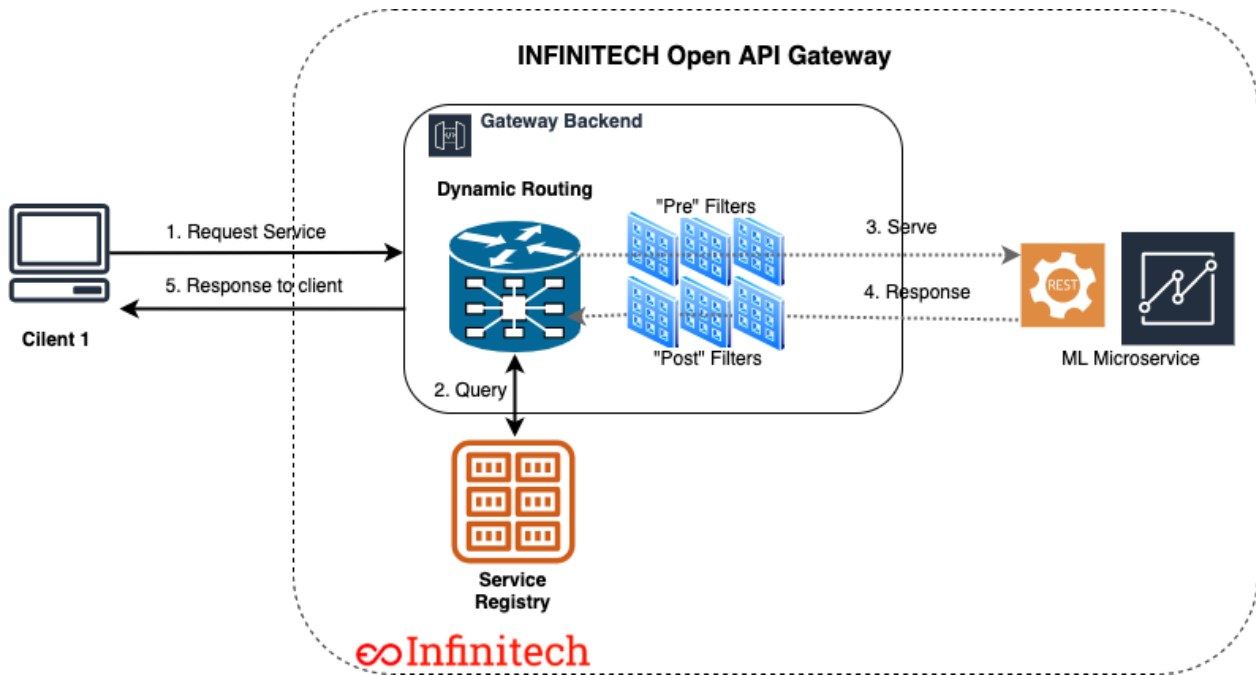 INFINITECH Open API Gateway
Gateway Backend
Dynamic Routing
"Pre" Filters
1. Request Service
3. Serve
5. Response to client
4. Response
REST
Cilent 1
"Post" Filters
ML Microservice
2. Query
Service
Registry
Infinitech